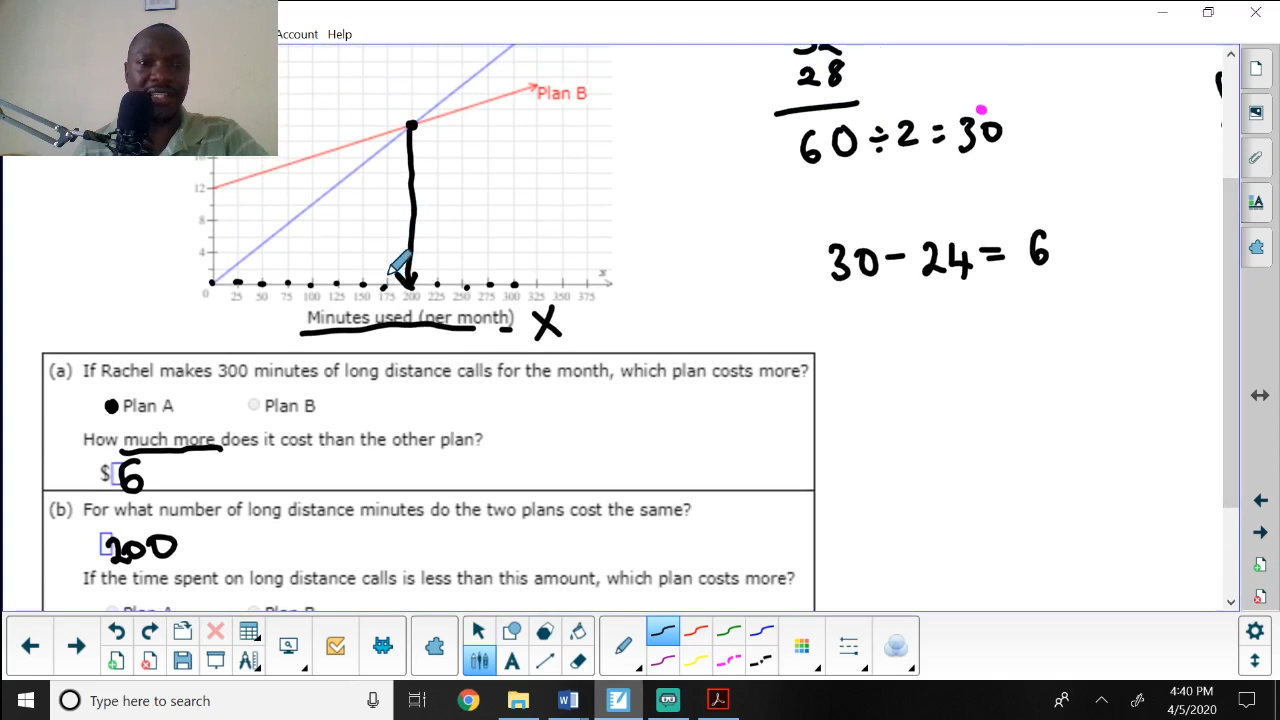 Account Help
28
60 ÷ 2 = 30
30 - 24 = 6
Plan B
12
8
4
x
0 25 50 75 100 125 150 175 200 225 250 275 300 325 350 375
Minutes used (per month) X
(a) If Rachel makes 300 minutes of long distance calls for the month, which plan costs more?
Plan A Plan B
How much more does it cost than the other plan?
$ 6
(b) For what number of long distance minutes do the two plans cost the same?
200
If the time spent on long distance calls is less than this amount, which plan costs more?
Plan A Plan B
Type here to search
4:40 PM
4/5/2020